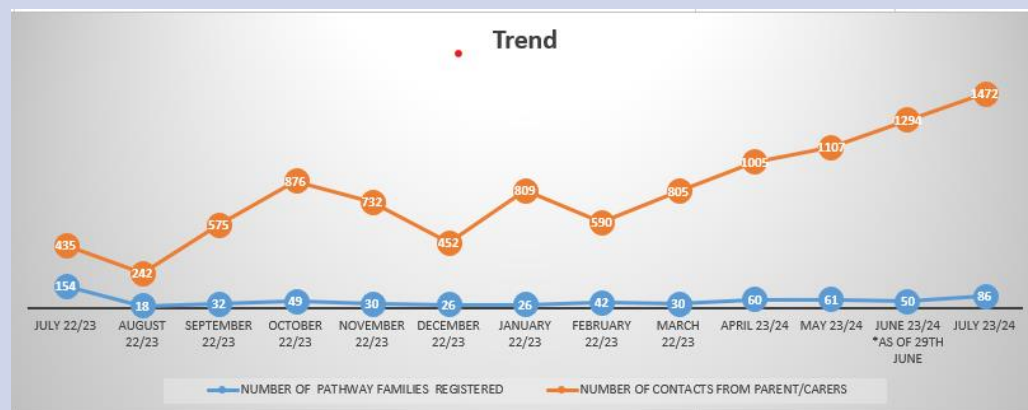 Trend
435
242
575
876
732
452
809
590
805
1005
1107
1294
1472
154
18
32
49
30
26
26
42
30
60
61
50
86
JULY 22/23
AUGUST
22/23
SEPTEMBER
22/23
OCTOBER
22/23
NOVEMBER
22/23
DECEMBER
22/23
JANUARY
22/23
FEBRUARY
22/23
MARCH
22/23
APRIL 23/24
MAY 23/24
JUNE 23/24
*AS OF 29TH
JUNE
JULY 23/24
NUMBER OF PATHWAY FAMILIES REGISTERED
NUMBER OF CONTACTS FROM PARENT/CARERS